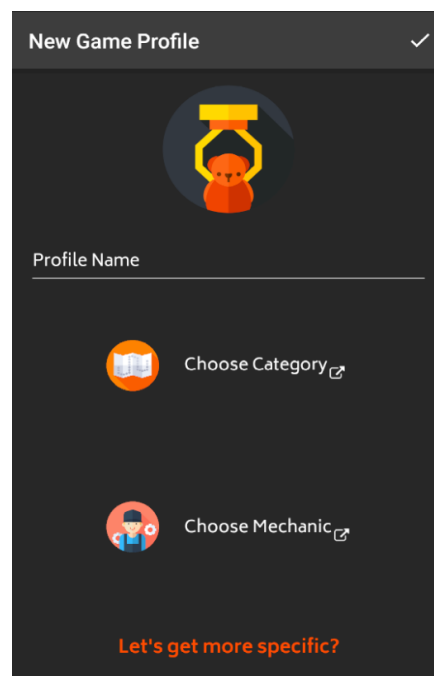 New Game Profile
Profile Name
Choose Category
Choose Mechanic
Let's get more specific?